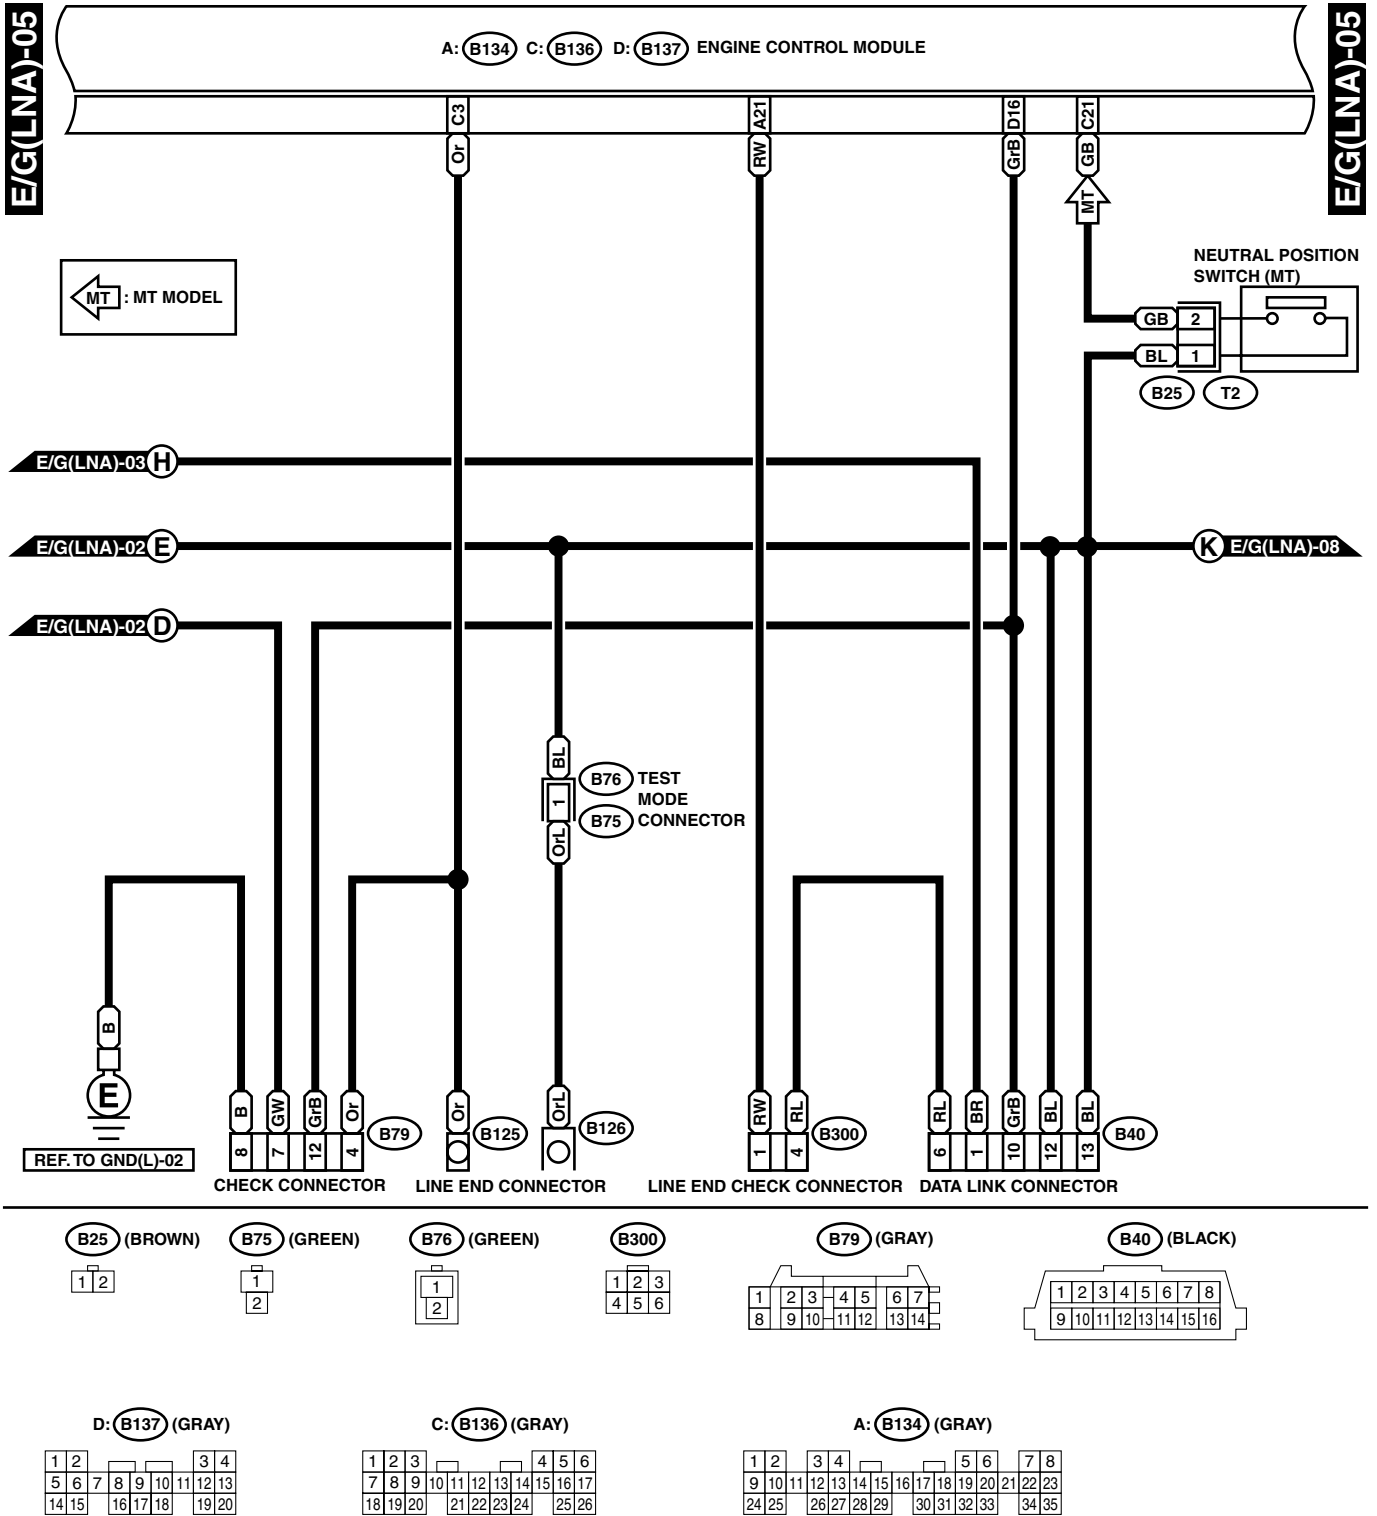 E/G(LNA)-05
E/G(LNA)-05
A: B134 C: B136 D: B137 ENGINE CONTROL MODULE
C3 A21 D16 C21
Or RW GrB GB
MT
MT : MT MODEL
NEUTRAL POSITION
SWITCH (MT)
GB 2
BL 1
B25 T2
E/G(LNA)-03 H
E/G(LNA)-02 E K E/G(LNA)-08
E/G(LNA)-02 D
BL
1
OrL
B76 TEST
MODE
B75 CONNECTOR
B
E
REF. TO GND(L)-02
B GW GrB Or Or OrL RW RL RL BR GrB BL BL
8 7 12 4 B79 B125 B126 1 4 B300 6 1 10 12 13 B40
CHECK CONNECTOR LINE END CONNECTOR LINE END CHECK CONNECTOR DATA LINK CONNECTOR
B25 (BROWN) B75 (GREEN) B76 (GREEN) B300 B79 (GRAY) B40 (BLACK)
1 2
1
2
1
2
1 2 3
4 5 6
1 2 3 4 5 6 7
8 9 10 11 12 13 14
1 2 3 4 5 6 7 8
9 10 11 12 13 14 15 16
D: B137 (GRAY) C: B136 (GRAY) A: B134 (GRAY)
1 2 3 4
5 6 7 8 9 10 11 12 13
14 15 16 17 18 19 20
1 2 3 4 5 6
7 8 9 10 11 12 13 14 15 16 17
18 19 20 21 22 23 24 25 26
1 2 3 4 5 6 7 8
9 10 11 12 13 14 15 16 17 18 19 20 21 22 23
24 25 26 27 28 29 30 31 32 33 34 35